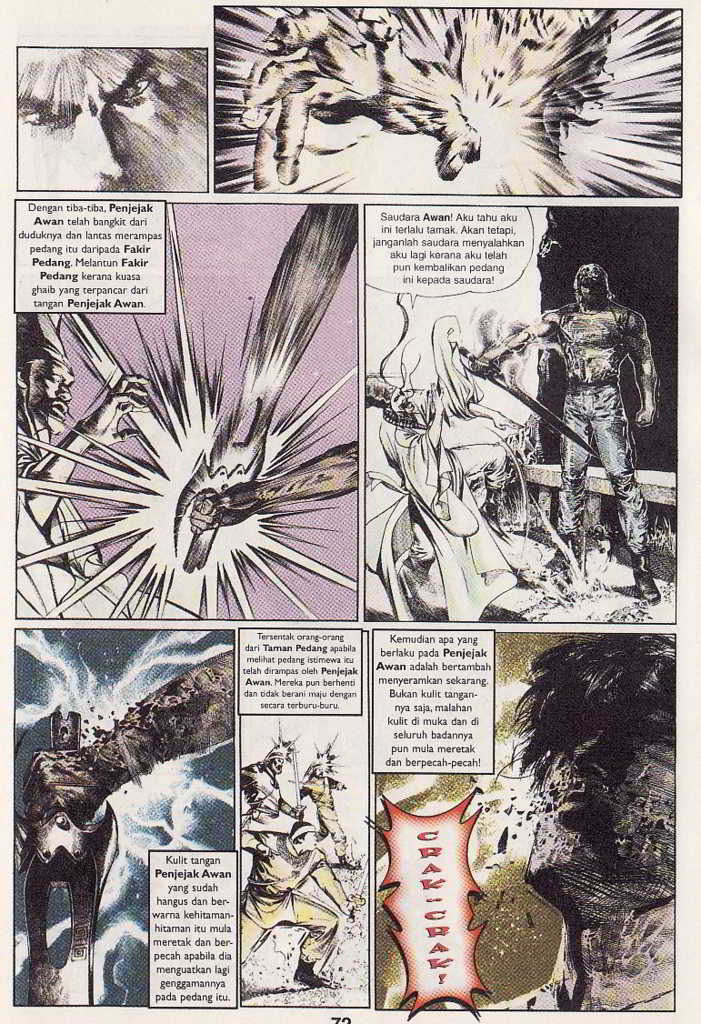 Dengan tiba-tiba, Penjejak
Awan telah bangkit dari
duduknya dan lantas merampas
pedang itu daripada Fakir
Pedang. Melantun Fakir
Pedang kerana kuasa
ghaib yang terpancar dari
tangan Penjejak Awan.
Saudara Awan! Aku tahu aku
ini terlalu tamak. Akan tetapi,
janganlah saudara menyalahkan
aku lagi kerana aku telah
pun kembalikan pedang
ini kepada saudara!
Kulit tangan
Penjejak Awan
yang sudah
hangus dan ber-
warna kehitaman-
hitaman itu mula
meretak dan ber-
pecah apabila dia
menguatkan lagi
genggamannya
pada pedang itu.
Tersentak orang-orang
dari Taman Pedang apabila
melihat pedang istimewa itu
telah dirampas oleh Penjejak
Awan. Mereka pun berhenti
dan tidak berani maju dengan
secara terburu-buru.
Kemudian apa yang
berlaku pada Penjejak
Awan adalah bertambah
menyeramkan sekarang.
Bukan kulit tangan-
nya saja, malahan
kulit di muka dan di
seluruh badannya
pun mula meretak
dan berpecah-pecah!
CRAK-CRAK!
72